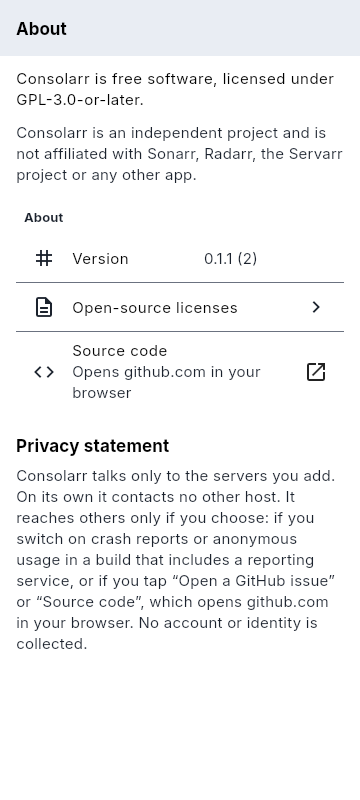 About
Consolarr is free software, licensed under
GPL-3.0-or-later.
Consolarr is an independent project and is
not affiliated with Sonarr, Radarr, the Servarr
project or any other app.
About
Version 0.1.1 (2)
Open-source licenses
Source code
Opens github.com in your
browser
Privacy statement
Consolarr talks only to the servers you add.
On its own it contacts no other host. It
reaches others only if you choose: if you
switch on crash reports or anonymous
usage in a build that includes a reporting
service, or if you tap “Open a GitHub issue”
or “Source code”, which opens github.com
in your browser. No account or identity is
collected.